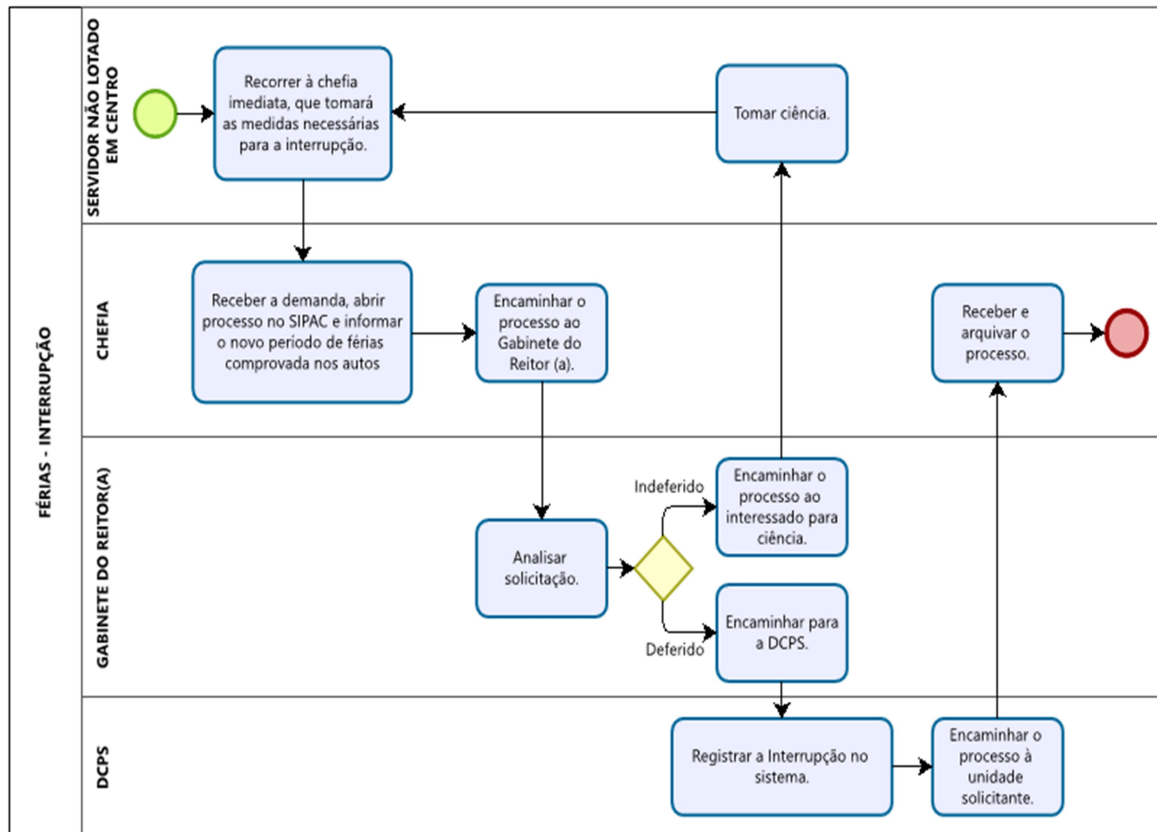 FÉRIAS - INTERRUPÇÃO
SERVIDOR NÃO LOTADO
EM CENTRO
Recorrer à chefia
imediata, que tomará
as medidas necessárias
para a interrupção.
Tomar ciência.
CHEFIA
Receber a demanda, abrir
processo no SIPAC e informar
o novo período de férias
comprovada nos autos
Encaminhar o
processo ao
Gabinete do
Reitor (a).
Receber e
arquivar o
processo.
GABINETE DO REITOR(A)
Analisar
solicitação.
Indeferido
Encaminhar o
processo ao
interessado para
ciência.
Deferido
Encaminhar para
a DCPS.
DCPS
Registrar a Interrupção no
sistema.
Encaminhar o
processo à
unidade
solicitante.